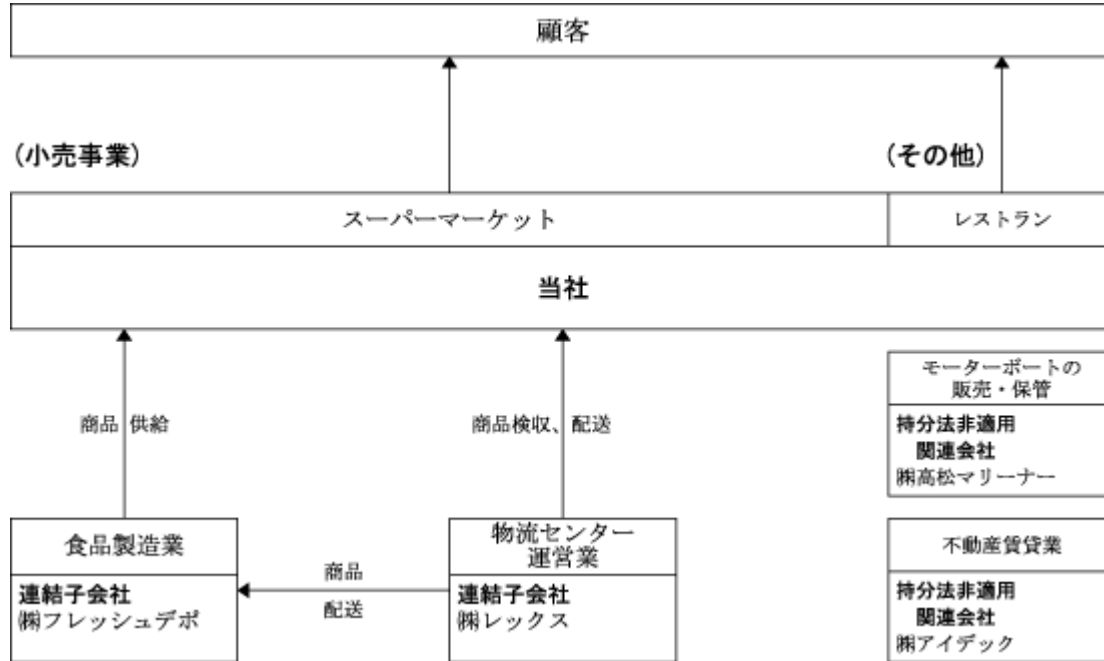 顧客
(小売事業)
(その他)
スーパーマーケット
レストラン
当社
商品 供給
商品検収、配送
モーターボートの
販売・保管
持分法非適用
関連会社
㈱高松マリーナー
食品製造業
連結子会社
㈱フレッシュデポ
商品
配送
物流センター
運営業
連結子会社
㈱レックス
不動産賃貸業
持分法非適用
関連会社
㈱アイデック